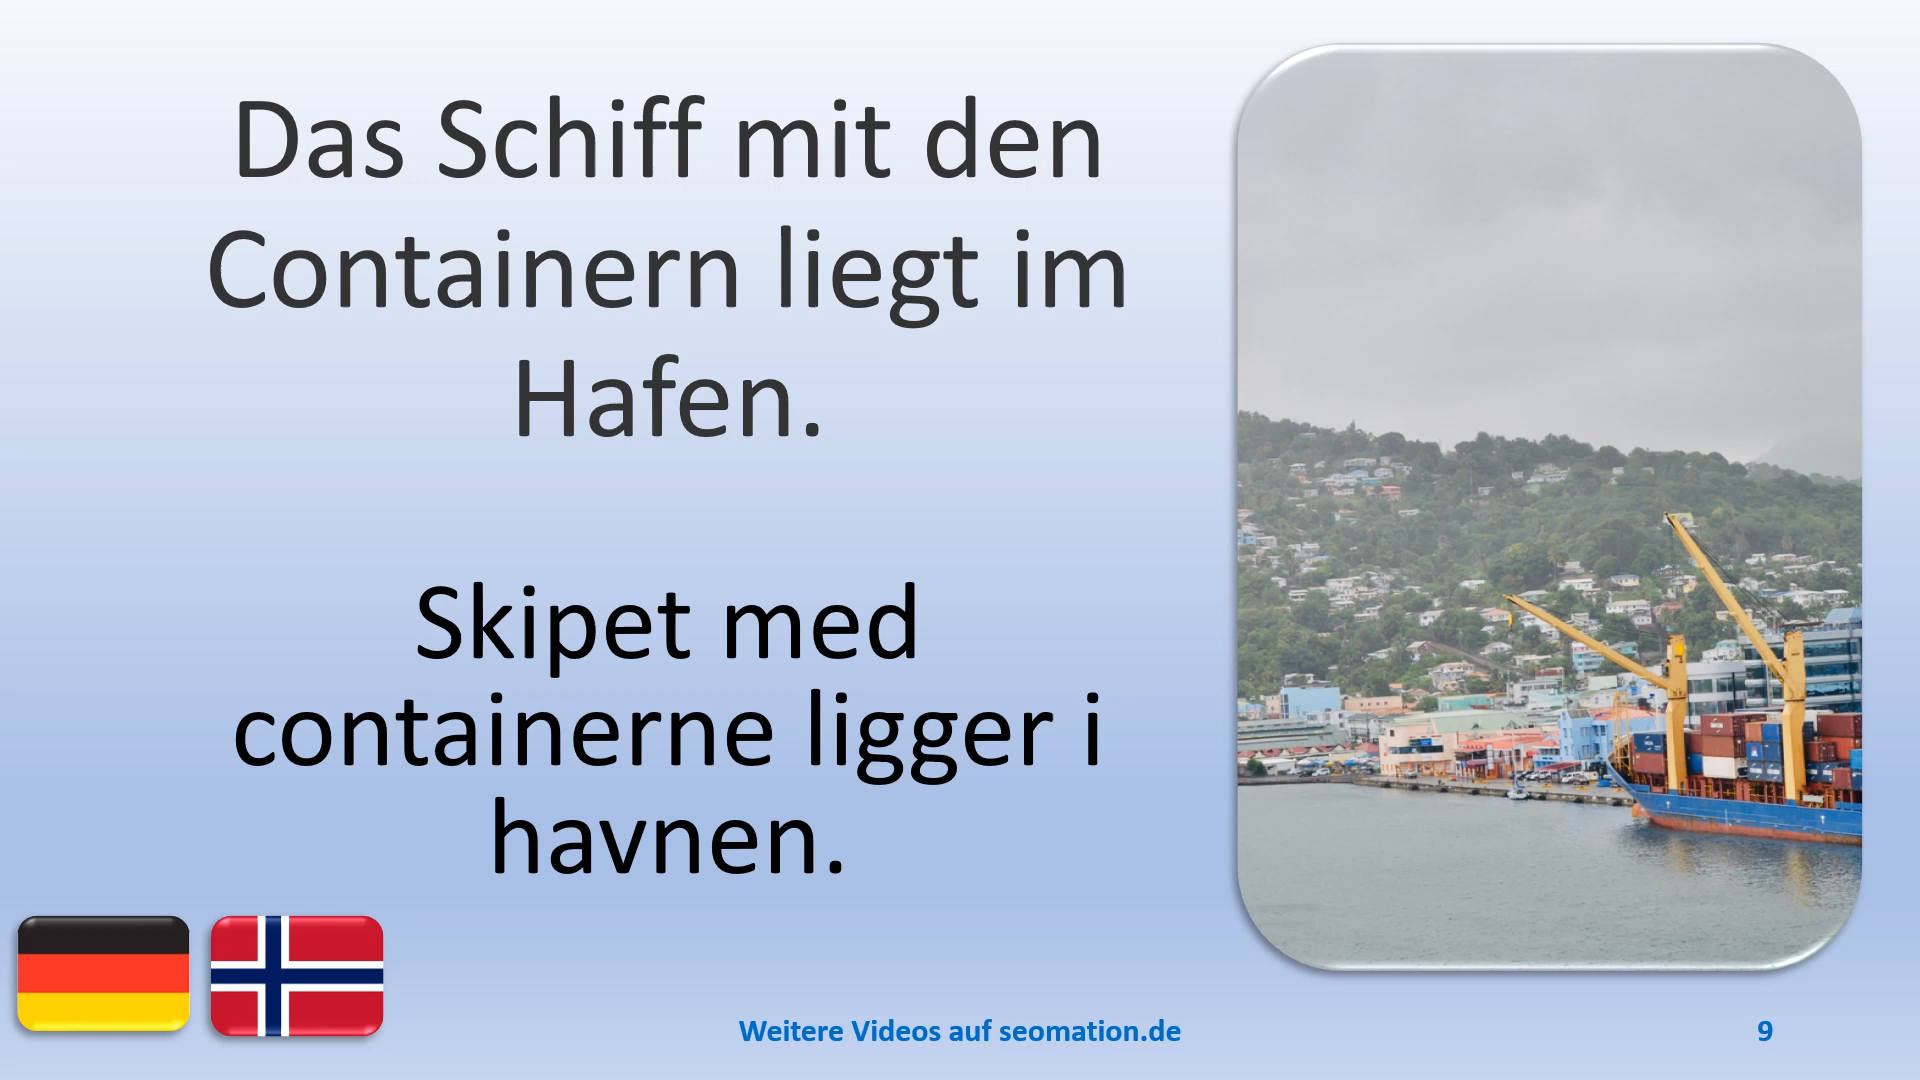 Das Schiff mit den
Containern liegt im
Hafen.
Skipet med
containerne ligger i
havnen.
Weitere Videos auf seomation.de
9